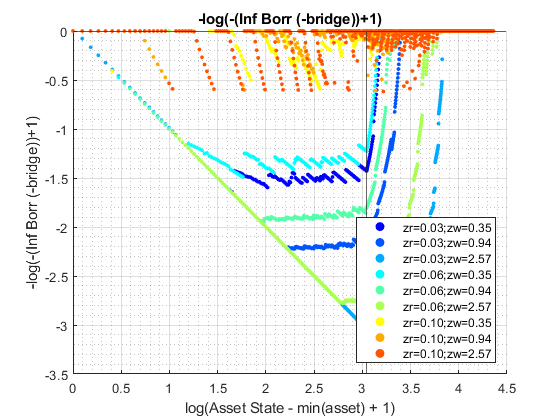 -log(-(Inf Borr (-bridge))+1)
-log(-(Inf Borr (-bridge))+1)
0
-0.5
-1
-1.5
-2
-2.5
-3
-3.5
zr=0.03;zw=0.35
zr=0.03;zw=0.94
zr=0.03;zw=2.57
zr=0.06;zw=0.35
zr=0.06;zw=0.94
zr=0.06;zw=2.57
zr=0.10;zw=0.35
zr=0.10;zw=0.94
zr=0.10;zw=2.57
0 0.5 1 1.5 2 2.5 3 3.5 4 4.5
log(Asset State - min(asset) + 1)